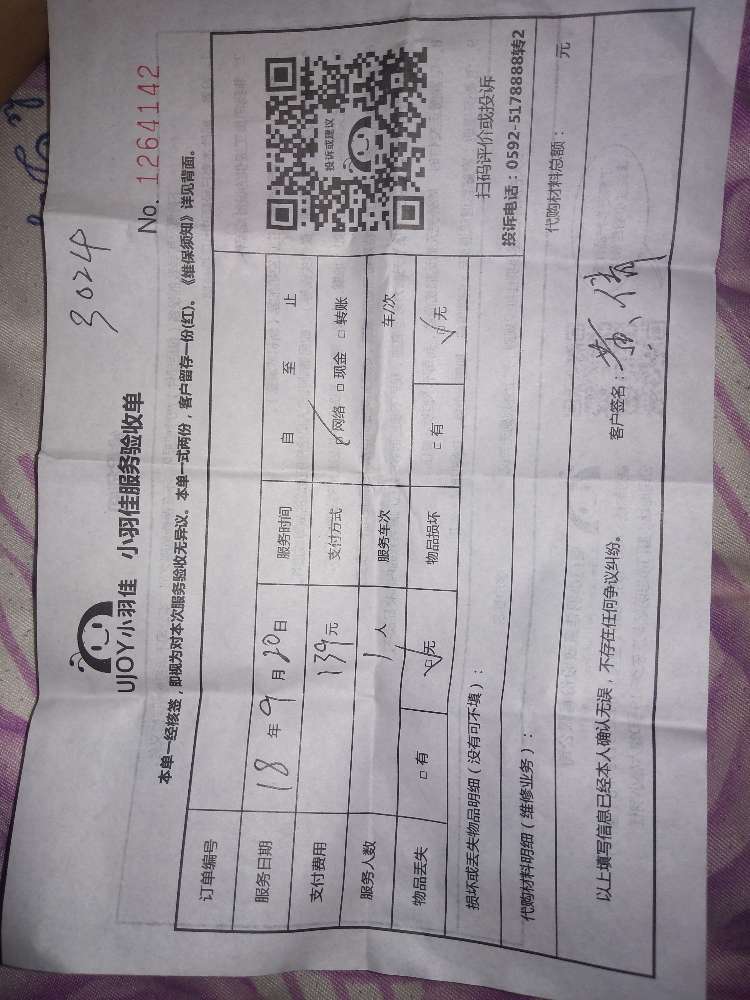 3024
UJOY小羽佳 小羽佳服务验收单
No. 1264142
本单一经核签，即视为对本次服务验收无异议。本单一式两份，客户留存一份(红)。《维保须知》详见背面。
订单编号
服务日期 18 年 9 月 20 日 服务时间 自 至 止
支付费用 139 元 支付方式 ☑ 网络 □ 现金 □ 转账
服务人数 1 人 服务车次 车/次
物品丢失 □ 有 ☑ 无 物品损坏 □ 有 ☑ 无
投诉或建议
扫码评价或投诉
投诉电话：0592-5178888转2
损坏或丢失物品明细（没有可不填）：
代购材料明细（维修业务）： 代购材料总额： 元
以上填写信息已经本人确认无误，不存在任何争议纠纷。 客户签名：